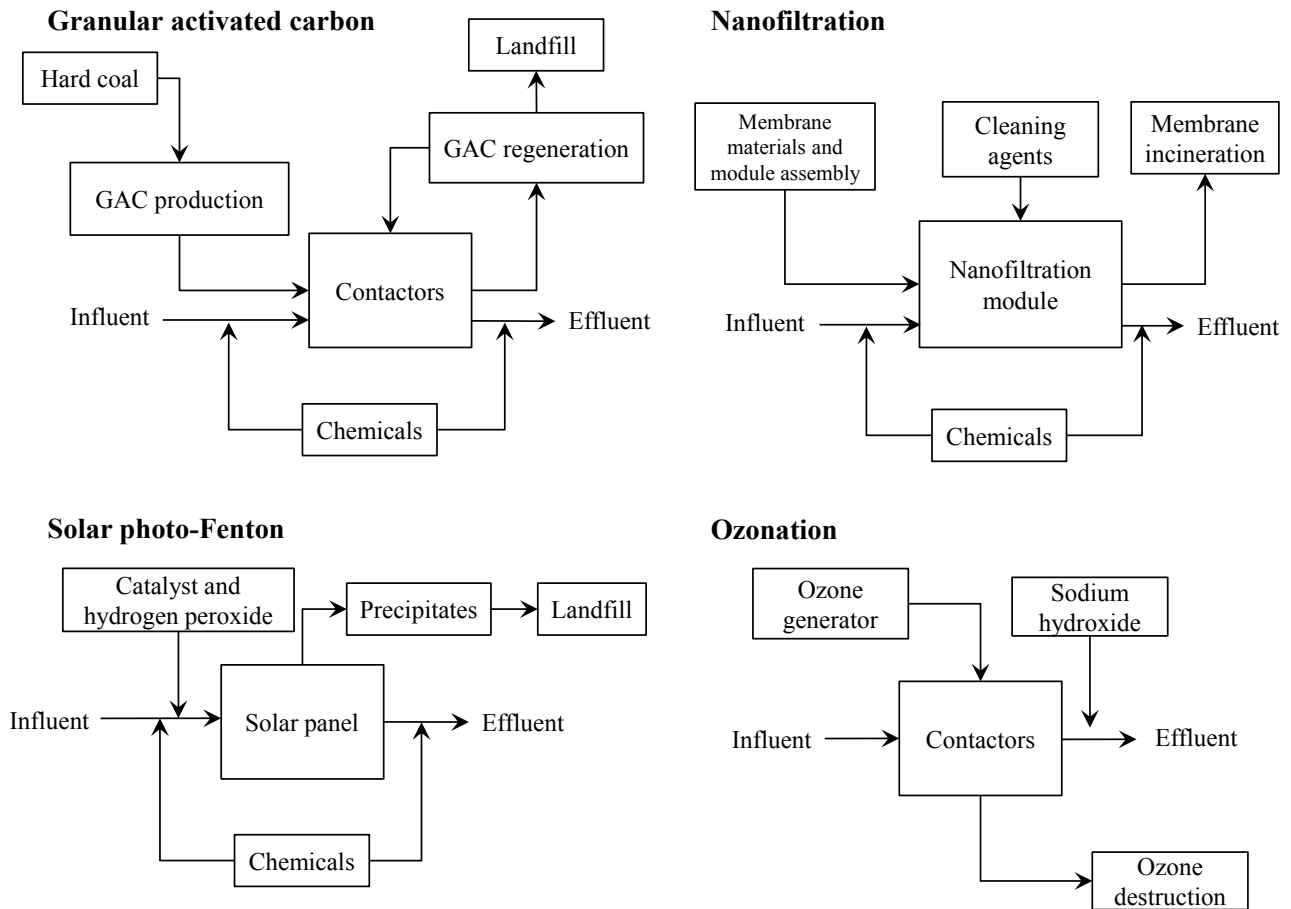 Granular activated carbon
Landfill
Hard coal
GAC regeneration
GAC production
Contactors
Influent
Effluent
Chemicals
Nanofiltration
Membrane
materials and
module assembly
Cleaning
agents
Membrane
incineration
Nanofiltration
module
Influent
Effluent
Chemicals
Solar photo-Fenton
Catalyst and
hydrogen peroxide
Precipitates
Landfill
Influent
Solar panel
Effluent
Chemicals
Ozonation
Ozone
generator
Sodium
hydroxide
Influent
Contactors
Effluent
Ozone
destruction